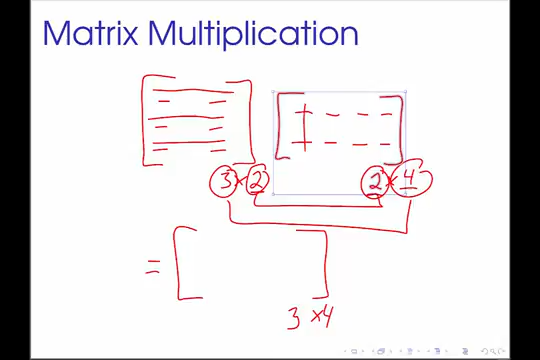 Matrix Multiplication
3 × 2 2 × 4
=
3 × 4